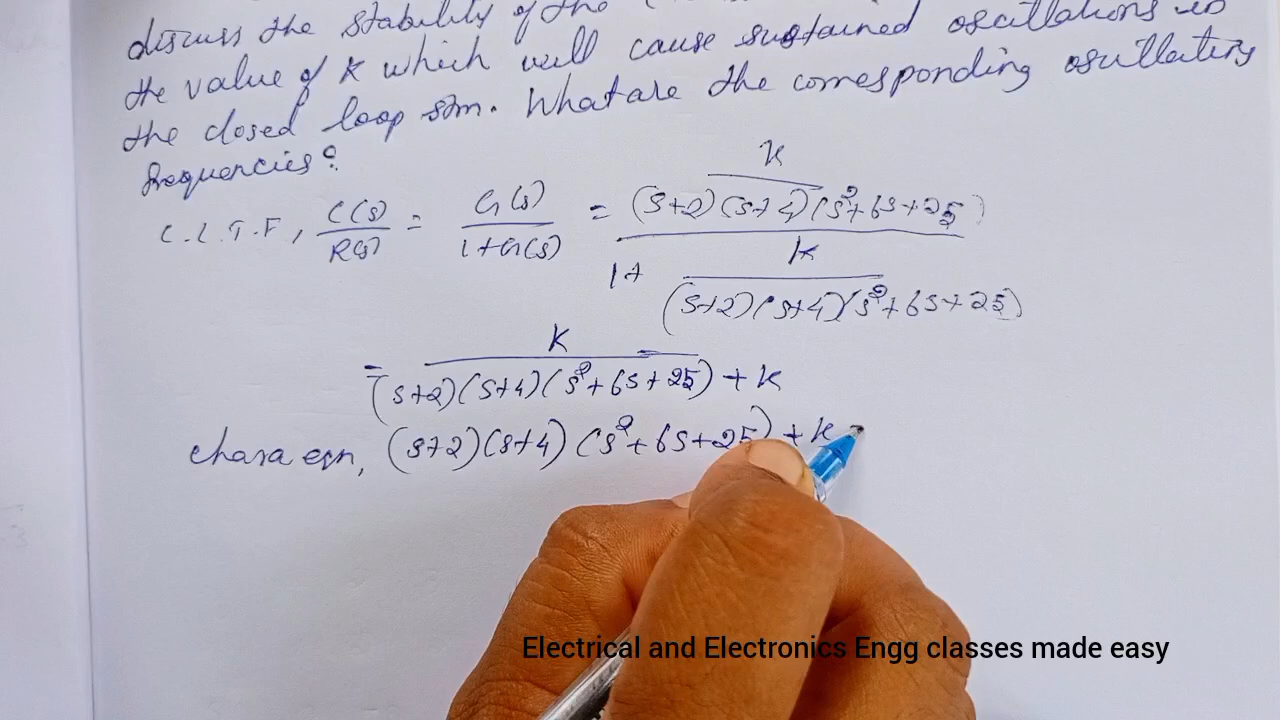 discuss the stability of the
the value of K which will cause sustained oscillations in
the closed loop s/m. What are the corresponding oscillating
frequencies?
K
C.L.T.F, C(s)/R(s) = G(s)/1+G(s) = (S+2)(S+4)(S²+6S+25)
1+ K
(S+2)(S+4)(S²+6S+25)
= K
(S+2)(S+4)(S²+6S+25) + K
chara eqn, (S+2)(S+4)(S²+6S+25) + K
Electrical and Electronics Engg classes made easy